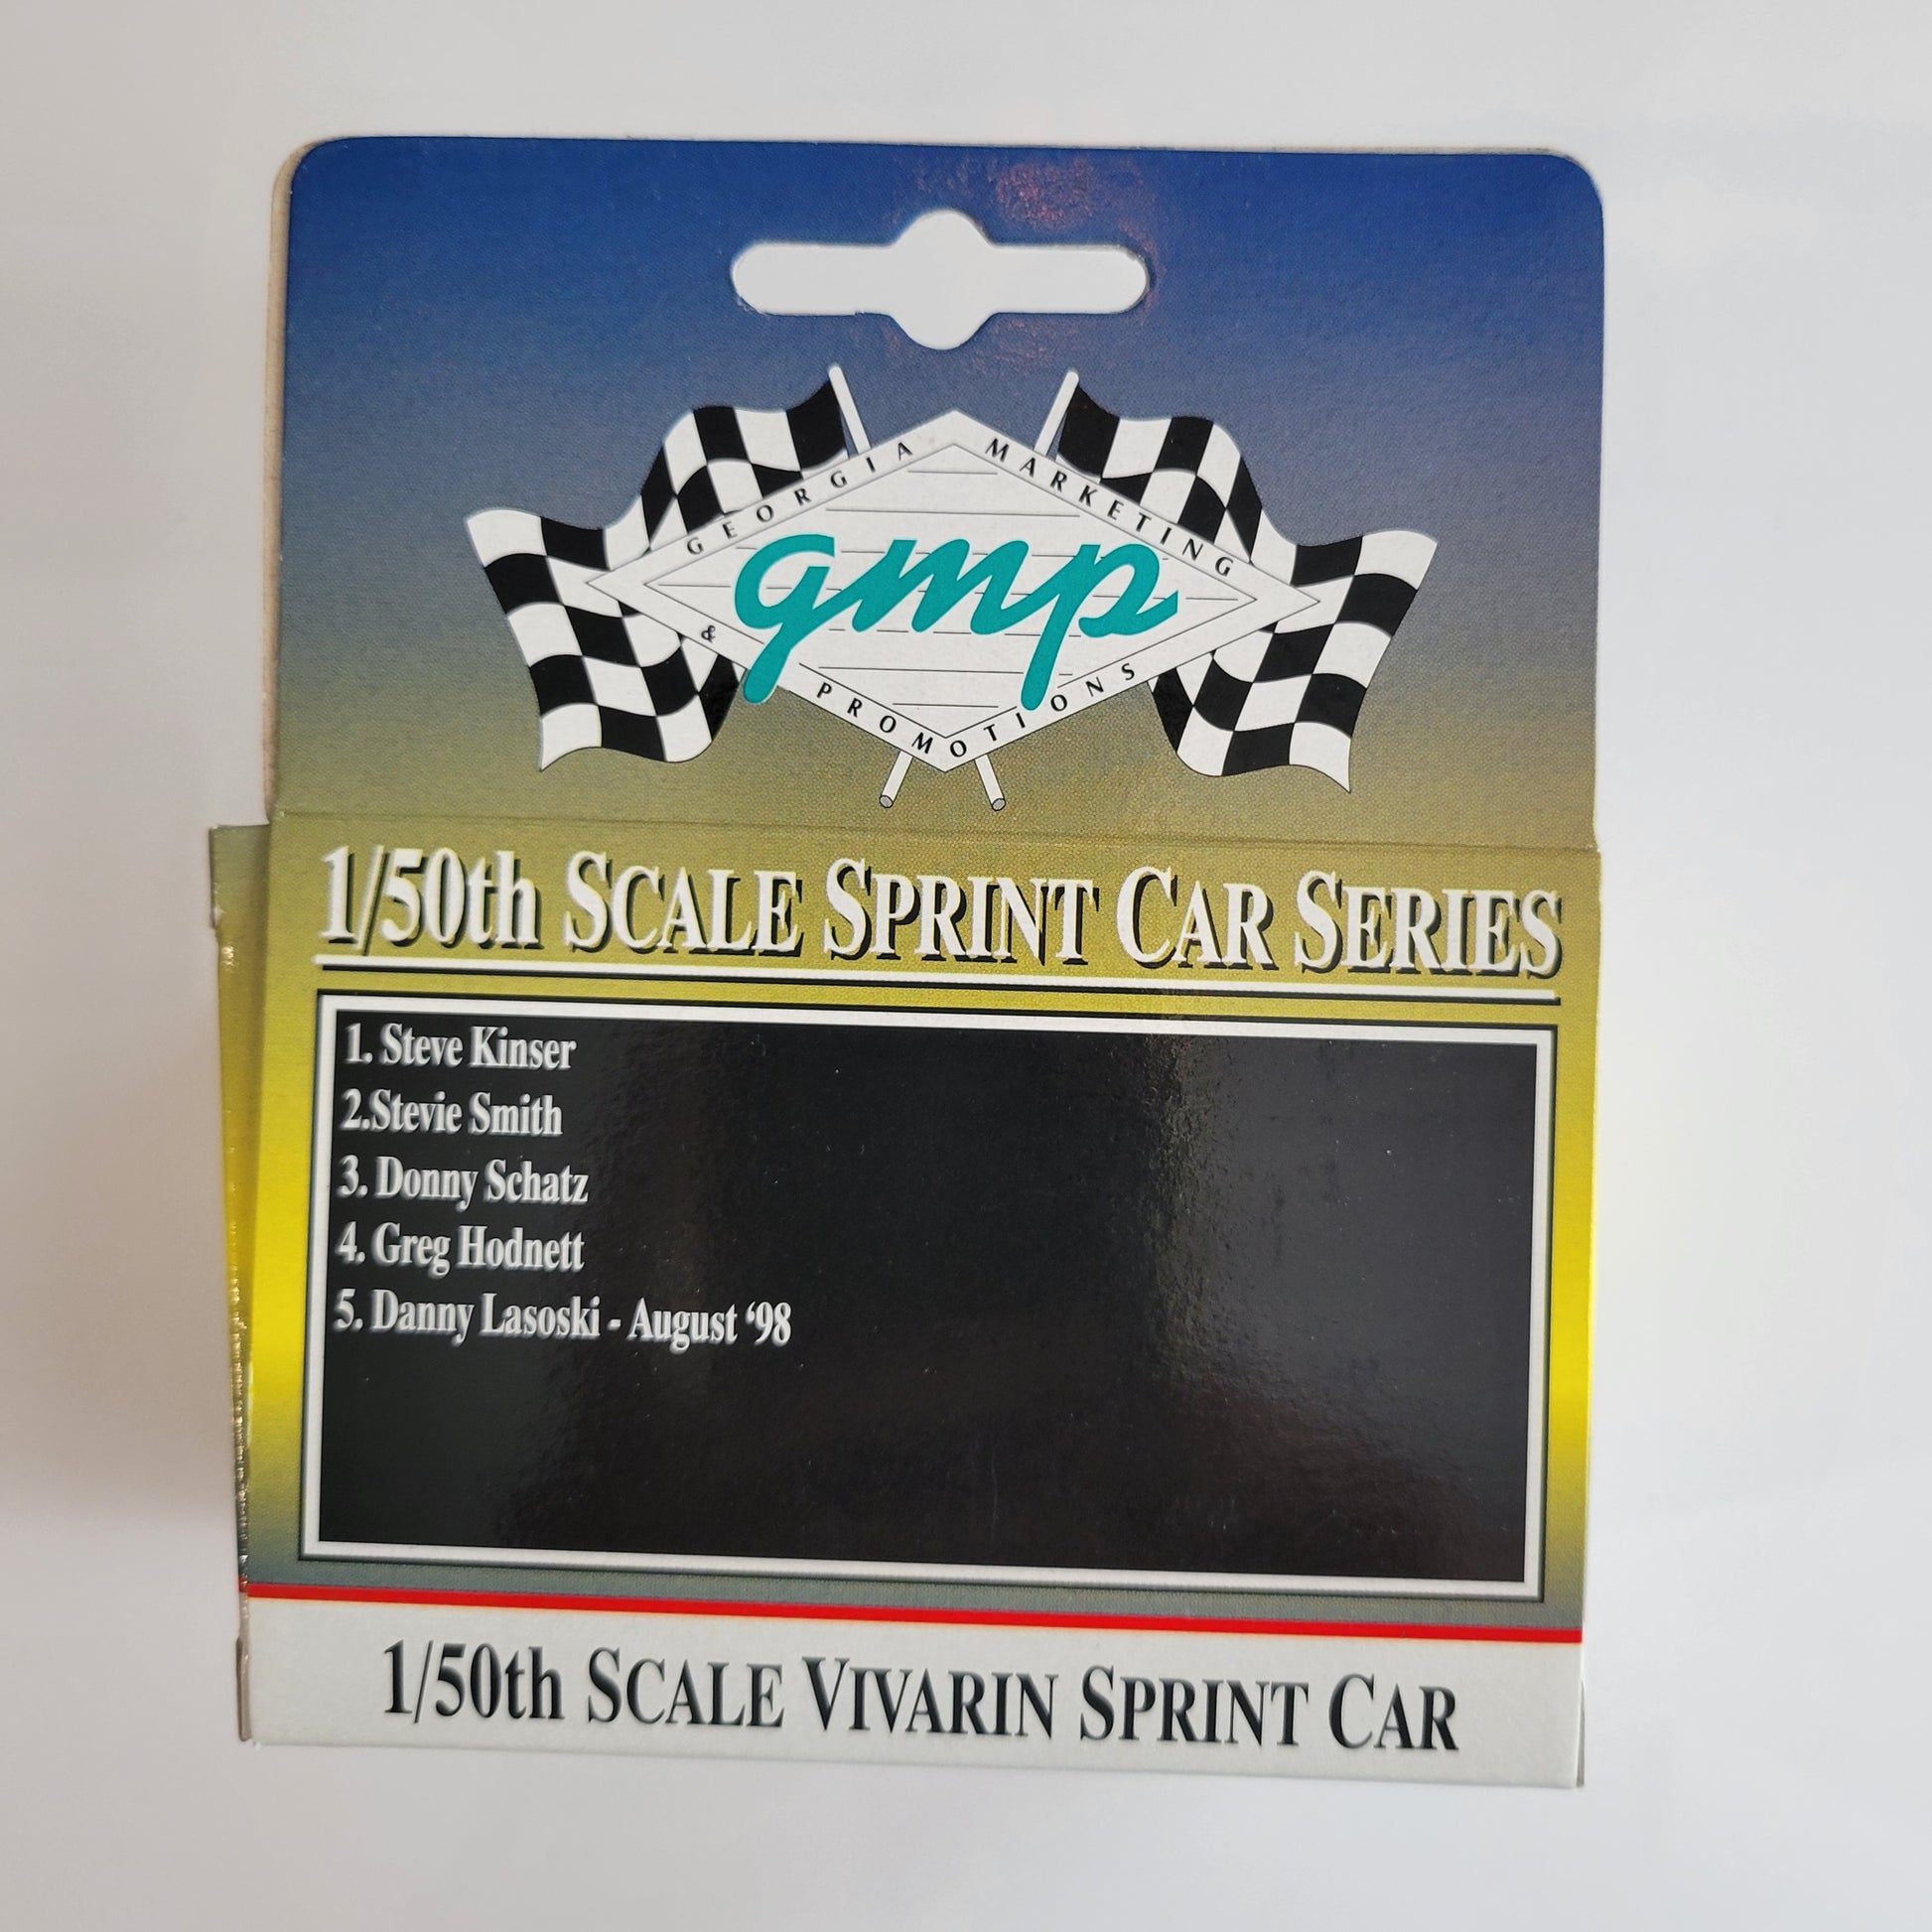 GEORGIA MARKETING
gmp
& PROMOTIONS
1/50th SCALE SPRINT CAR SERIES
1. Steve Kinser
2.Stevie Smith
3. Donny Schatz
4. Greg Hodnett
5. Danny Lasoski - August ‘98
1/50th SCALE VIVARIN SPRINT CAR